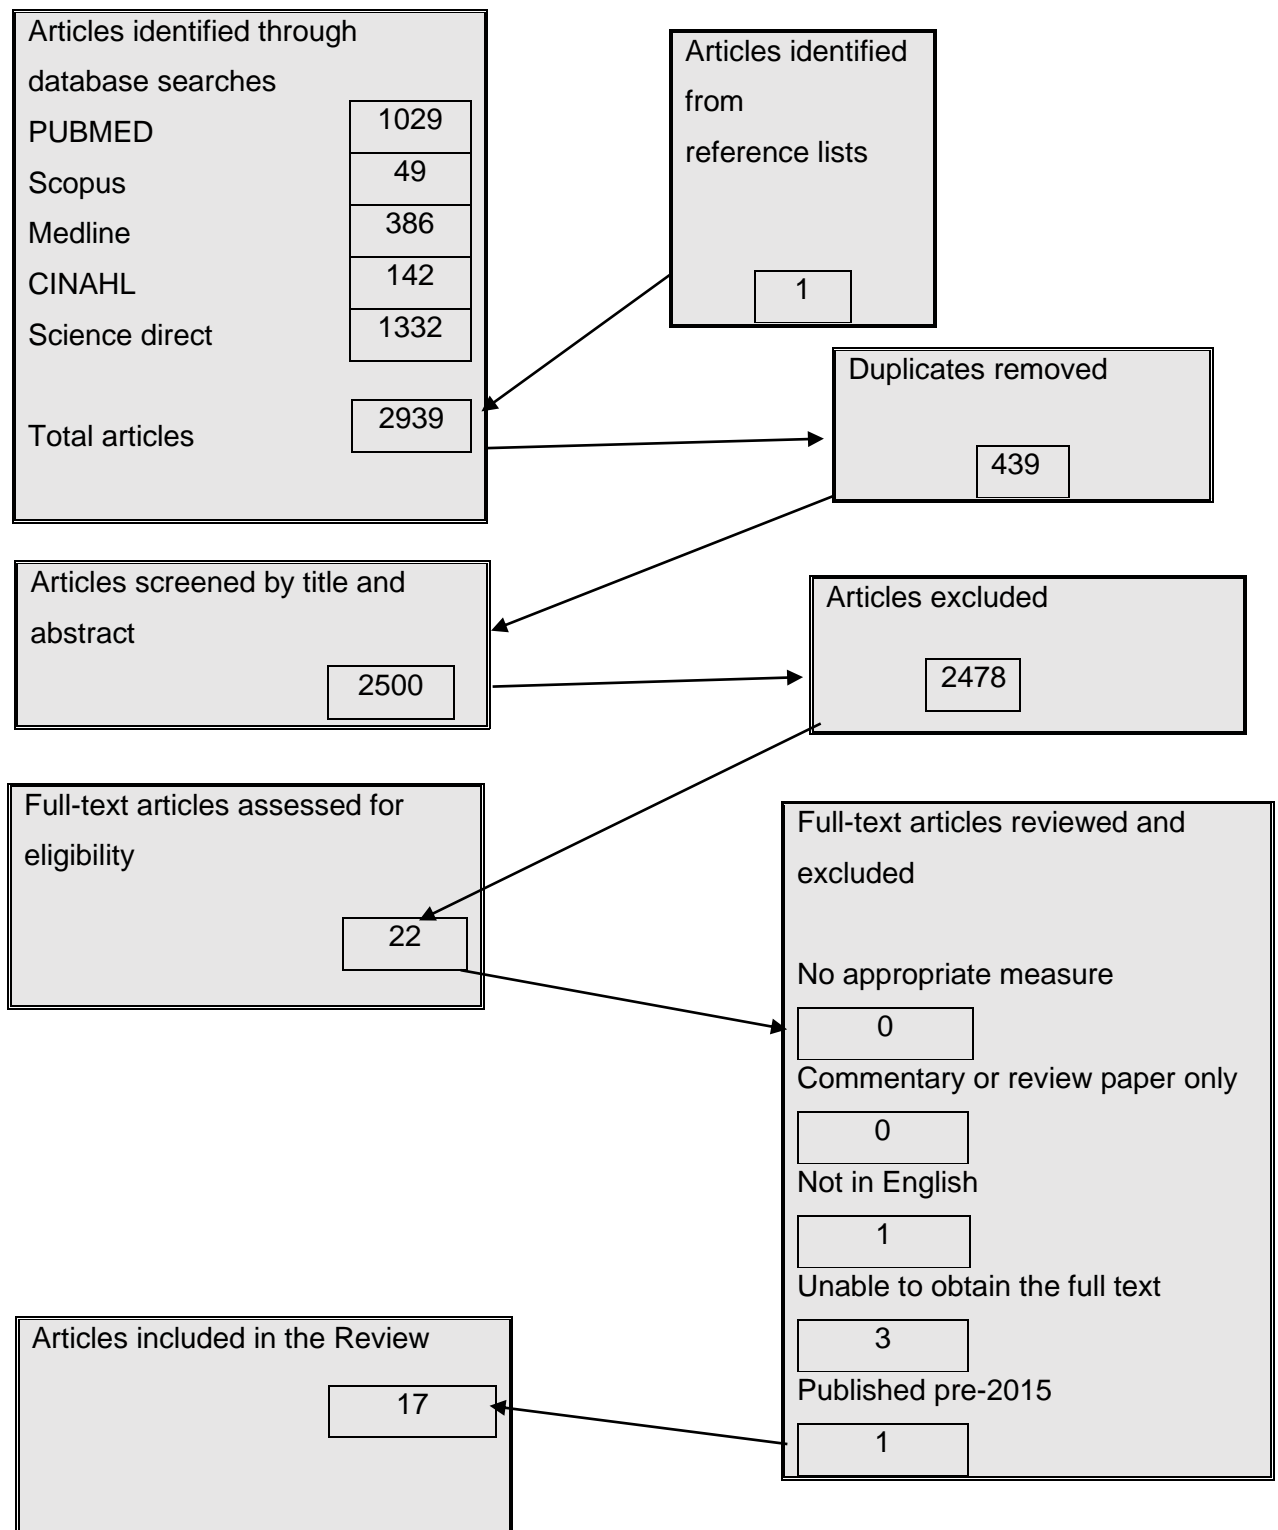 Articles identified through
database searches
PUBMED 1029
Scopus 49
Medline 386
CINAHL 142
Science direct 1332
Total articles 2939
Articles identified
from
reference lists
1
Duplicates removed
439
Articles screened by title and
abstract
2500
Articles excluded
2478
Full-text articles assessed for
eligibility
22
Full-text articles reviewed and
excluded
No appropriate measure
0
Commentary or review paper only
0
Not in English
1
Unable to obtain the full text
3
Published pre-2015
1
Articles included in the Review
17